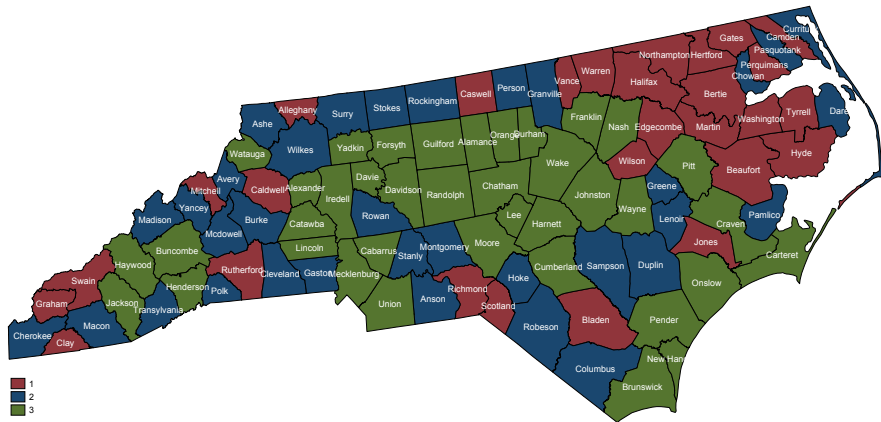 Currituck
Camden
Gates
Pasquotank
Northampton
Hertford
Perquimans
Chowan
Warren
Vance
Halifax
Bertie
Person
Granville
Caswell
Rockingham
Stokes
Surry
Alleghany
Ashe
Dare
Tyrrell
Washington
Martin
Edgecombe
Nash
Franklin
Durham
Orange
Alamance
Guilford
Forsyth
Yadkin
Wilkes
Watauga
Hyde
Beaufort
Pitt
Wilson
Wake
Chatham
Randolph
Davidson
Davie
Iredell
Alexander
Caldwell
Avery
Mitchell
Yancey
Madison
Greene
Johnston
Wayne
Lenoir
Craven
Pamlico
Lee
Harnett
Rowan
Catawba
Burke
Mcdowell
Buncombe
Haywood
Jones
Carteret
Moore
Montgomery
Stanly
Cabarrus
Lincoln
Rutherford
Cleveland
Gaston
Mecklenburg
Cumberland
Sampson
Duplin
Onslow
Hoke
Swain
Graham
Jackson
Henderson
Polk
Transylvania
Union
Anson
Richmond
Scotland
Robeson
Bladen
Pender
Macon
Cherokee
Clay
Columbus
New Han
Brunswick
1
2
3